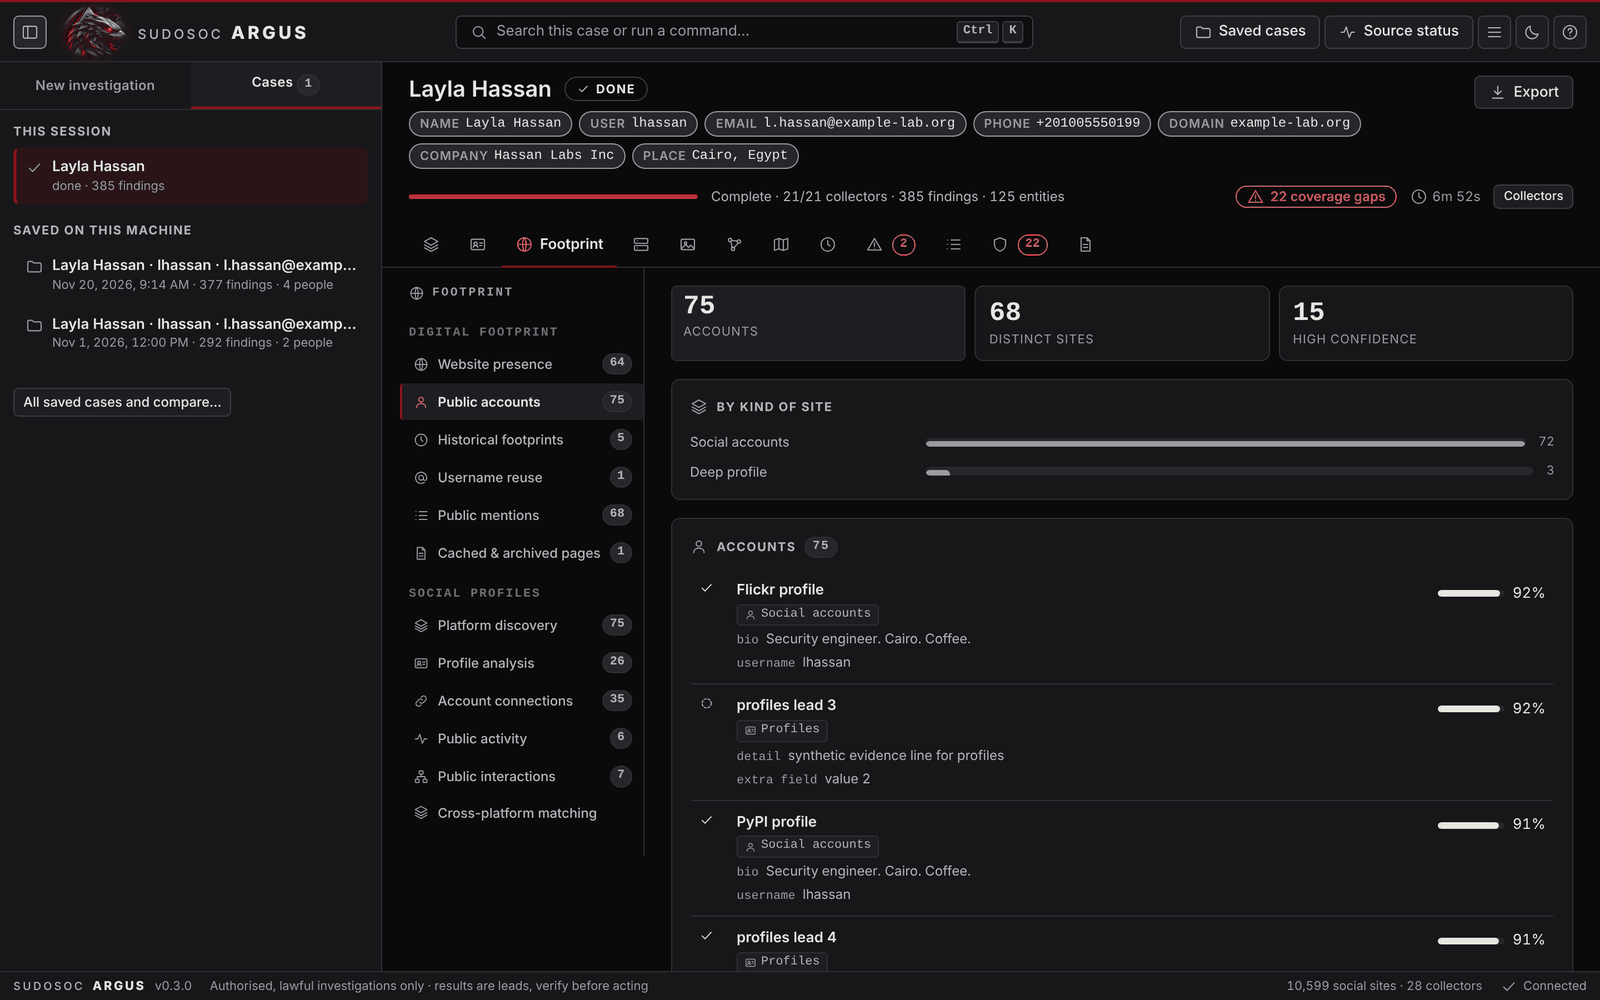 SUDOSOC ARGUS
Search this case or run a command...
Ctrl K
Saved cases
Source status
New investigation
Cases 1
THIS SESSION
Layla Hassan
done · 385 findings
SAVED ON THIS MACHINE
Layla Hassan · lhassan · l.hassan@examp...
Nov 20, 2026, 9:14 AM · 377 findings · 4 people
Layla Hassan · lhassan · l.hassan@examp...
Nov 1, 2026, 12:00 PM · 292 findings · 2 people
All saved cases and compare...
Layla Hassan
DONE
Export
NAME Layla Hassan
USER lhassan
EMAIL l.hassan@example-lab.org
PHONE +201005550199
DOMAIN example-lab.org
COMPANY Hassan Labs Inc
PLACE Cairo, Egypt
Complete · 21/21 collectors · 385 findings · 125 entities
22 coverage gaps
6m 52s
Collectors
Footprint
2
22
FOOTPRINT
DIGITAL FOOTPRINT
Website presence 64
Public accounts 75
Historical footprints 5
Username reuse 1
Public mentions 68
Cached & archived pages 1
SOCIAL PROFILES
Platform discovery 75
Profile analysis 26
Account connections 35
Public activity 6
Public interactions 7
Cross-platform matching
75
ACCOUNTS
68
DISTINCT SITES
15
HIGH CONFIDENCE
BY KIND OF SITE
Social accounts 72
Deep profile 3
ACCOUNTS 75
Flickr profile 92%
Social accounts
bio Security engineer. Cairo. Coffee.
username lhassan
profiles lead 3 92%
Profiles
detail synthetic evidence line for profiles
extra field value 2
PyPI profile 91%
Social accounts
bio Security engineer. Cairo. Coffee.
username lhassan
profiles lead 4 91%
Profiles
SUDOSOC ARGUS v0.3.0 Authorised, lawful investigations only · results are leads, verify before acting
10,599 social sites · 28 collectors
Connected